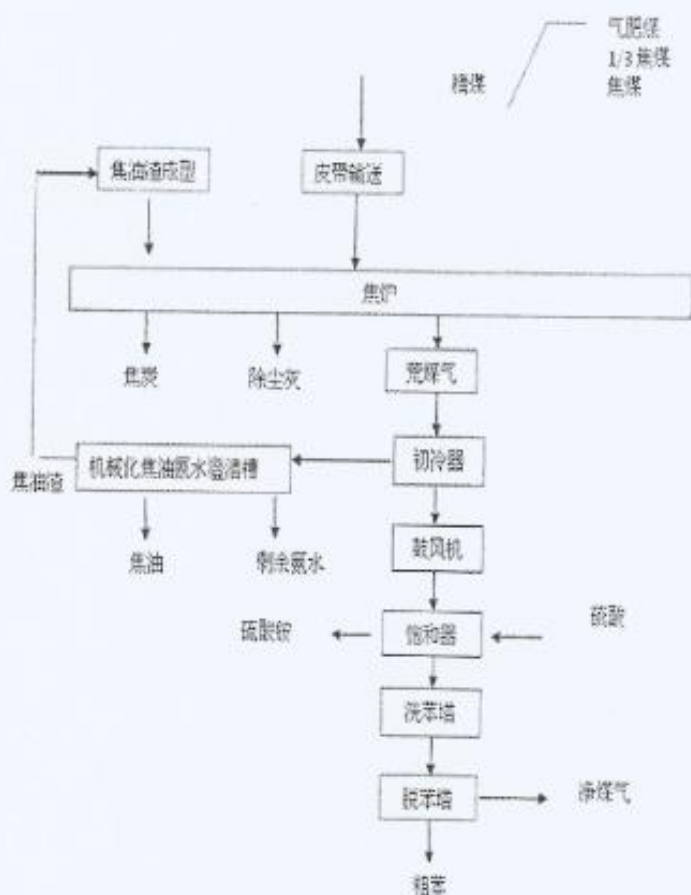 气肥煤
1/3焦煤
精煤
焦煤
焦油渣成型
皮带输送
焦炉
焦炭
除尘灰
荒煤气
机械化焦油氨水澄清槽
初冷器
焦油渣
鼓风机
焦油
剩余氨水
硫酸铵
饱和器
硫酸
洗苯塔
脱苯塔
净煤气
粗苯